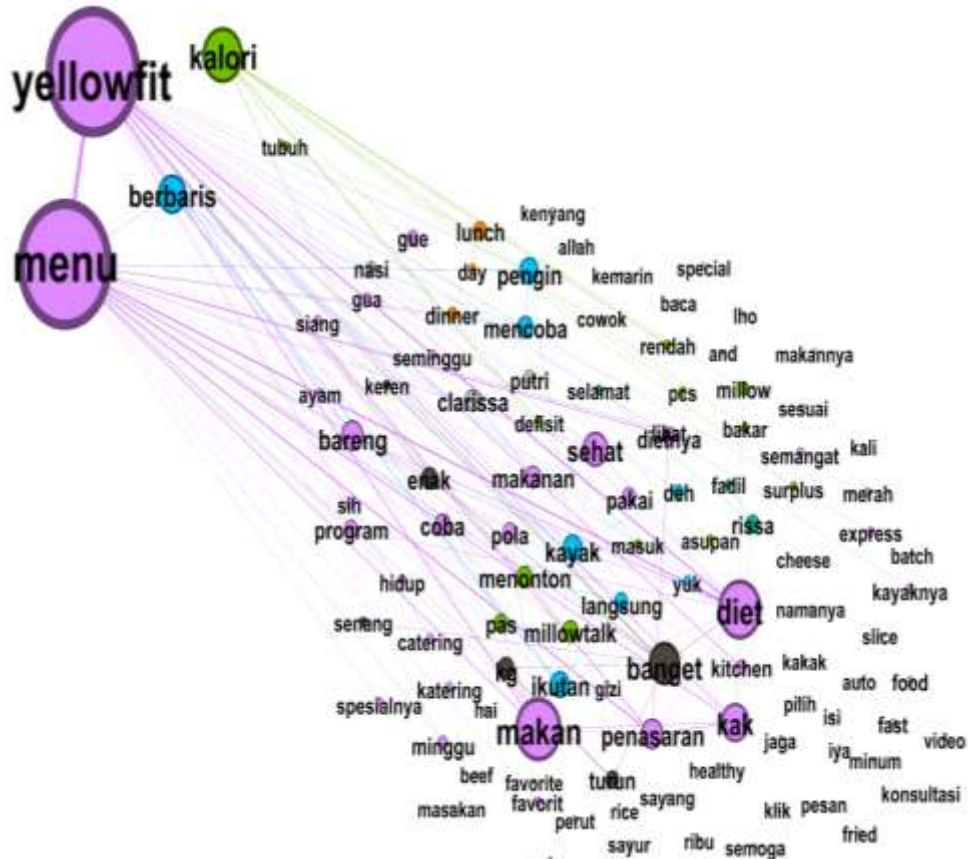 yellowfit
kalori
tubuh
berbaris
menu
kenyang
gue
lunch
allah
nasi
day
pengin
kemarin
special
gua
baca
siang
dinner
mencoba
cowok
lho
rendah
and
makannya
seminggu
ayam
keren
putri
selamat
pcs
millow
clarissa
sesuai
defisit
bareng
sehat
dietnya
bakar
semangat
kali
enak
makanan
pakai
deh
fadil
surplus
merah
sih
program
coba
pola
rissa
express
kayak
masuk
asupan
batch
cheese
hidup
menonton
yuk
kayaknya
langsung
diet
namanya
seneng
pas
millowtalk
slice
catering
banget
kitchen
kakak
kg
ikutan
gizi
auto
food
katering
spesialnya
hai
pilih
isi
makan
penasaran
kak
fast
jaga
iya
video
minggu
minum
healthy
beef
favorite
turun
sayang
konsultasi
masakan
favorit
rice
klik
pesan
perut
fried
sayur
ribu
semoga